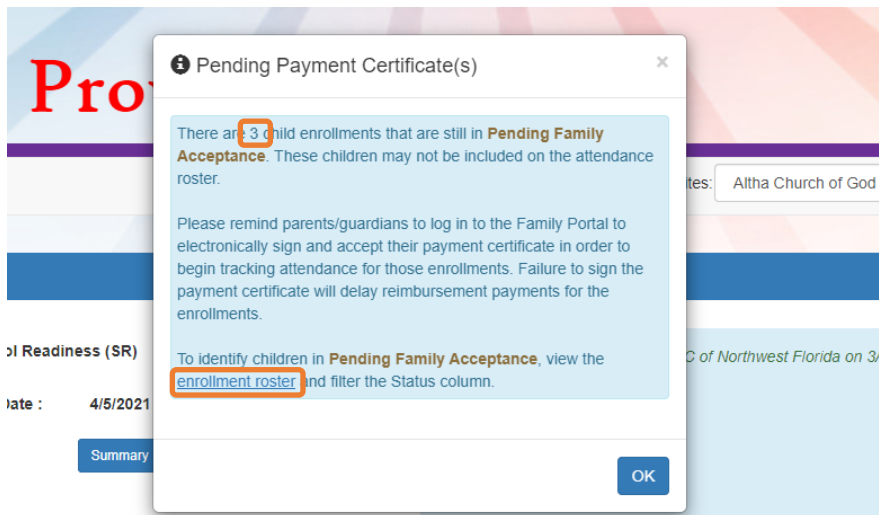 Pro
Pending Payment Certificate(s)
×
There are 3 child enrollments that are still in Pending Family
Acceptance. These children may not be included on the attendance
roster.
Sites: Altha Church of God
Please remind parents/guardians to log in to the Family Portal to
electronically sign and accept their payment certificate in order to
begin tracking attendance for those enrollments. Failure to sign the
payment certificate will delay reimbursement payments for the
enrollments.
ol Readiness (SR)
C of Northwest Florida on 3/
To identify children in Pending Family Acceptance, view the
enrollment roster and filter the Status column.
Date : 4/5/2021
Summary
OK